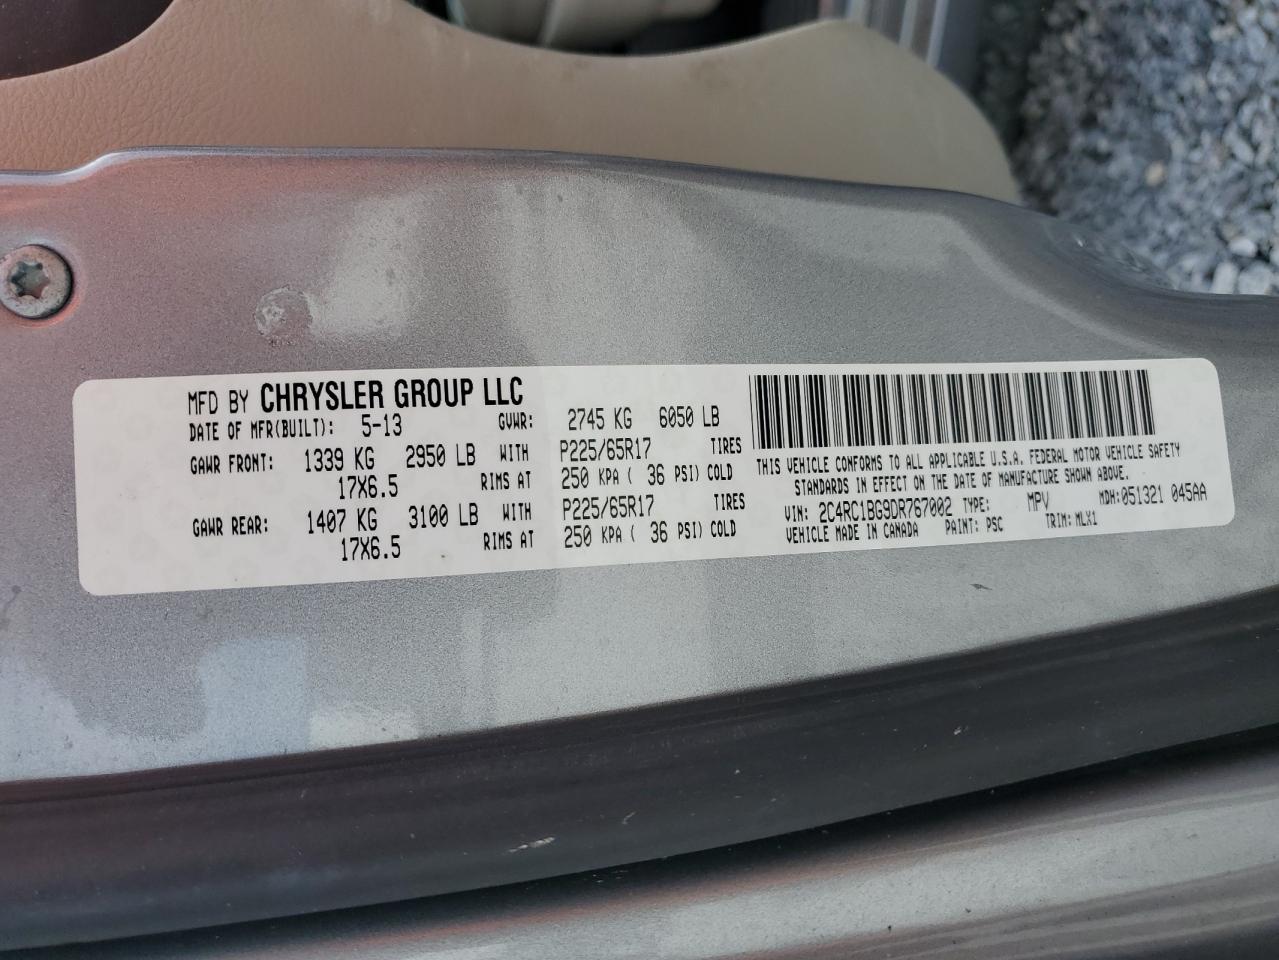 MFD BY CHRYSLER GROUP LLC
DATE OF MFR(BUILT): 5-13 GVWR: 2745 KG 6050 LB
GAWR FRONT: 1339 KG 2950 LB WITH P225/65R17 TIRES
17X6.5 RIMS AT 250 KPA ( 36 PSI) COLD
GAWR REAR: 1407 KG 3100 LB WITH P225/65R17 TIRES
17X6.5 RIMS AT 250 KPA ( 36 PSI) COLD
THIS VEHICLE CONFORMS TO ALL APPLICABLE U.S.A. FEDERAL MOTOR VEHICLE SAFETY
STANDARDS IN EFFECT ON THE DATE OF MANUFACTURE SHOWN ABOVE.
VIN: 2C4RC1BG9DR767002 TYPE: MPV MDH:051321 045AA
VEHICLE MADE IN CANADA PAINT: PSC TRIM: MLX1